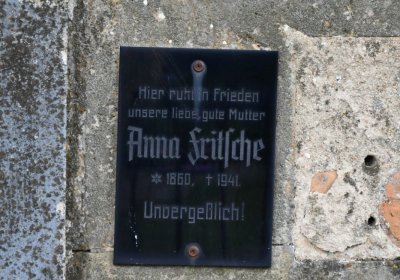 Hier ruht in Frieden
unsere liebe, gute Mutter
Anna Fritsche
* 1860, † 1941.
Unvergeßlich!